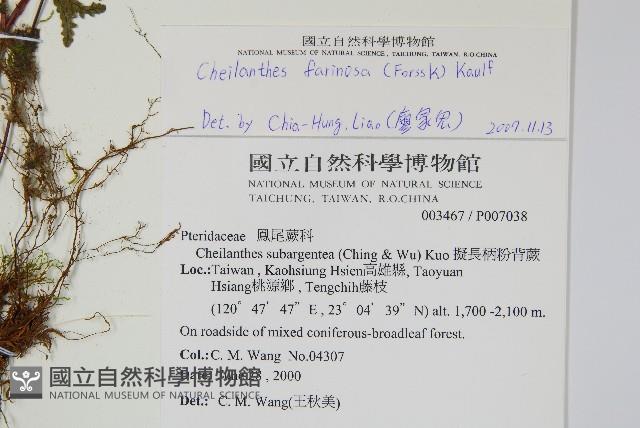 國立自然科學博物館
NATIONAL MUSEUM OF NATURAL SCIENCE, TAICHUNG, TAIWAN, R.O.CHINA
Cheilanthes farinosa (Forssk) Kaulf
Det. by Chia-Hung, Liao (廖家宏) 2007.11.13
國立自然科學博物館
NATIONAL MUSEUM OF NATURAL SCIENCE
TAICHUNG, TAIWAN, R.O.CHINA
003467 / P007038
Pteridaceae 鳳尾蕨科
Cheilanthes subargentea (Ching & Wu) Kuo 擬長柄粉背蕨
Loc.:Taiwan , Kaohsiung Hsien高雄縣, Taoyuan
Hsiang桃源鄉 , Tengchih藤枝
(120° 47' 47" E , 23° 04' 39" N) alt. 1,700 -2,100 m.
On roadside of mixed coniferous-broadleaf forest.
Col.: C. M. Wang No.04307
, 2000
Det.: C. M. Wang(王秋美)
國立自然科學博物館
NATIONAL MUSEUM OF NATURAL SCIENCE